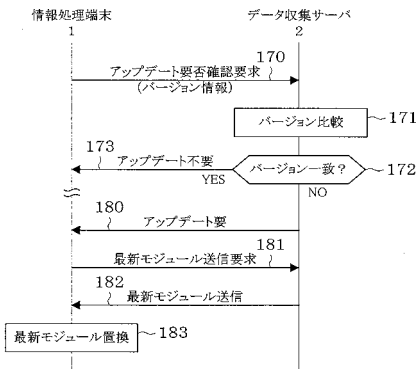 情報処理端末
1
データ収集サーバ
2
170
アップデート要否確認要求
(バージョン情報)
バージョン比較
171
173
アップデート不要
YES
バージョン一致?
172
NO
180
アップデート要
181
最新モジュール送信要求
182
最新モジュール送信
最新モジュール置換
183